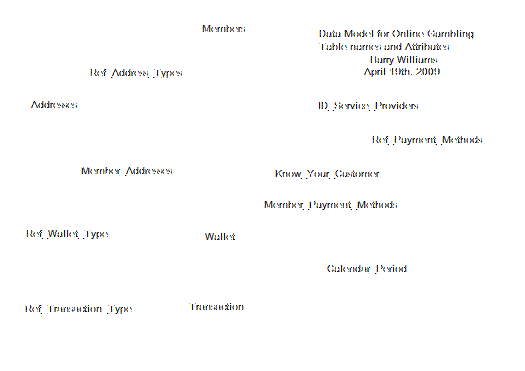 Members
Data Model for Online Gambling
Table names and Attributes
Barry Williams
April 19th. 2009
Ref_Address_Types
Addresses
ID_Service_Providers
Ref_Payment_Methods
Member_Addresses
Know_Your_Customer
Member_Payment_Methods
Ref_Wallet_Type
Wallet
Calendar_Period
Ref_Transaction_Type
Transaction